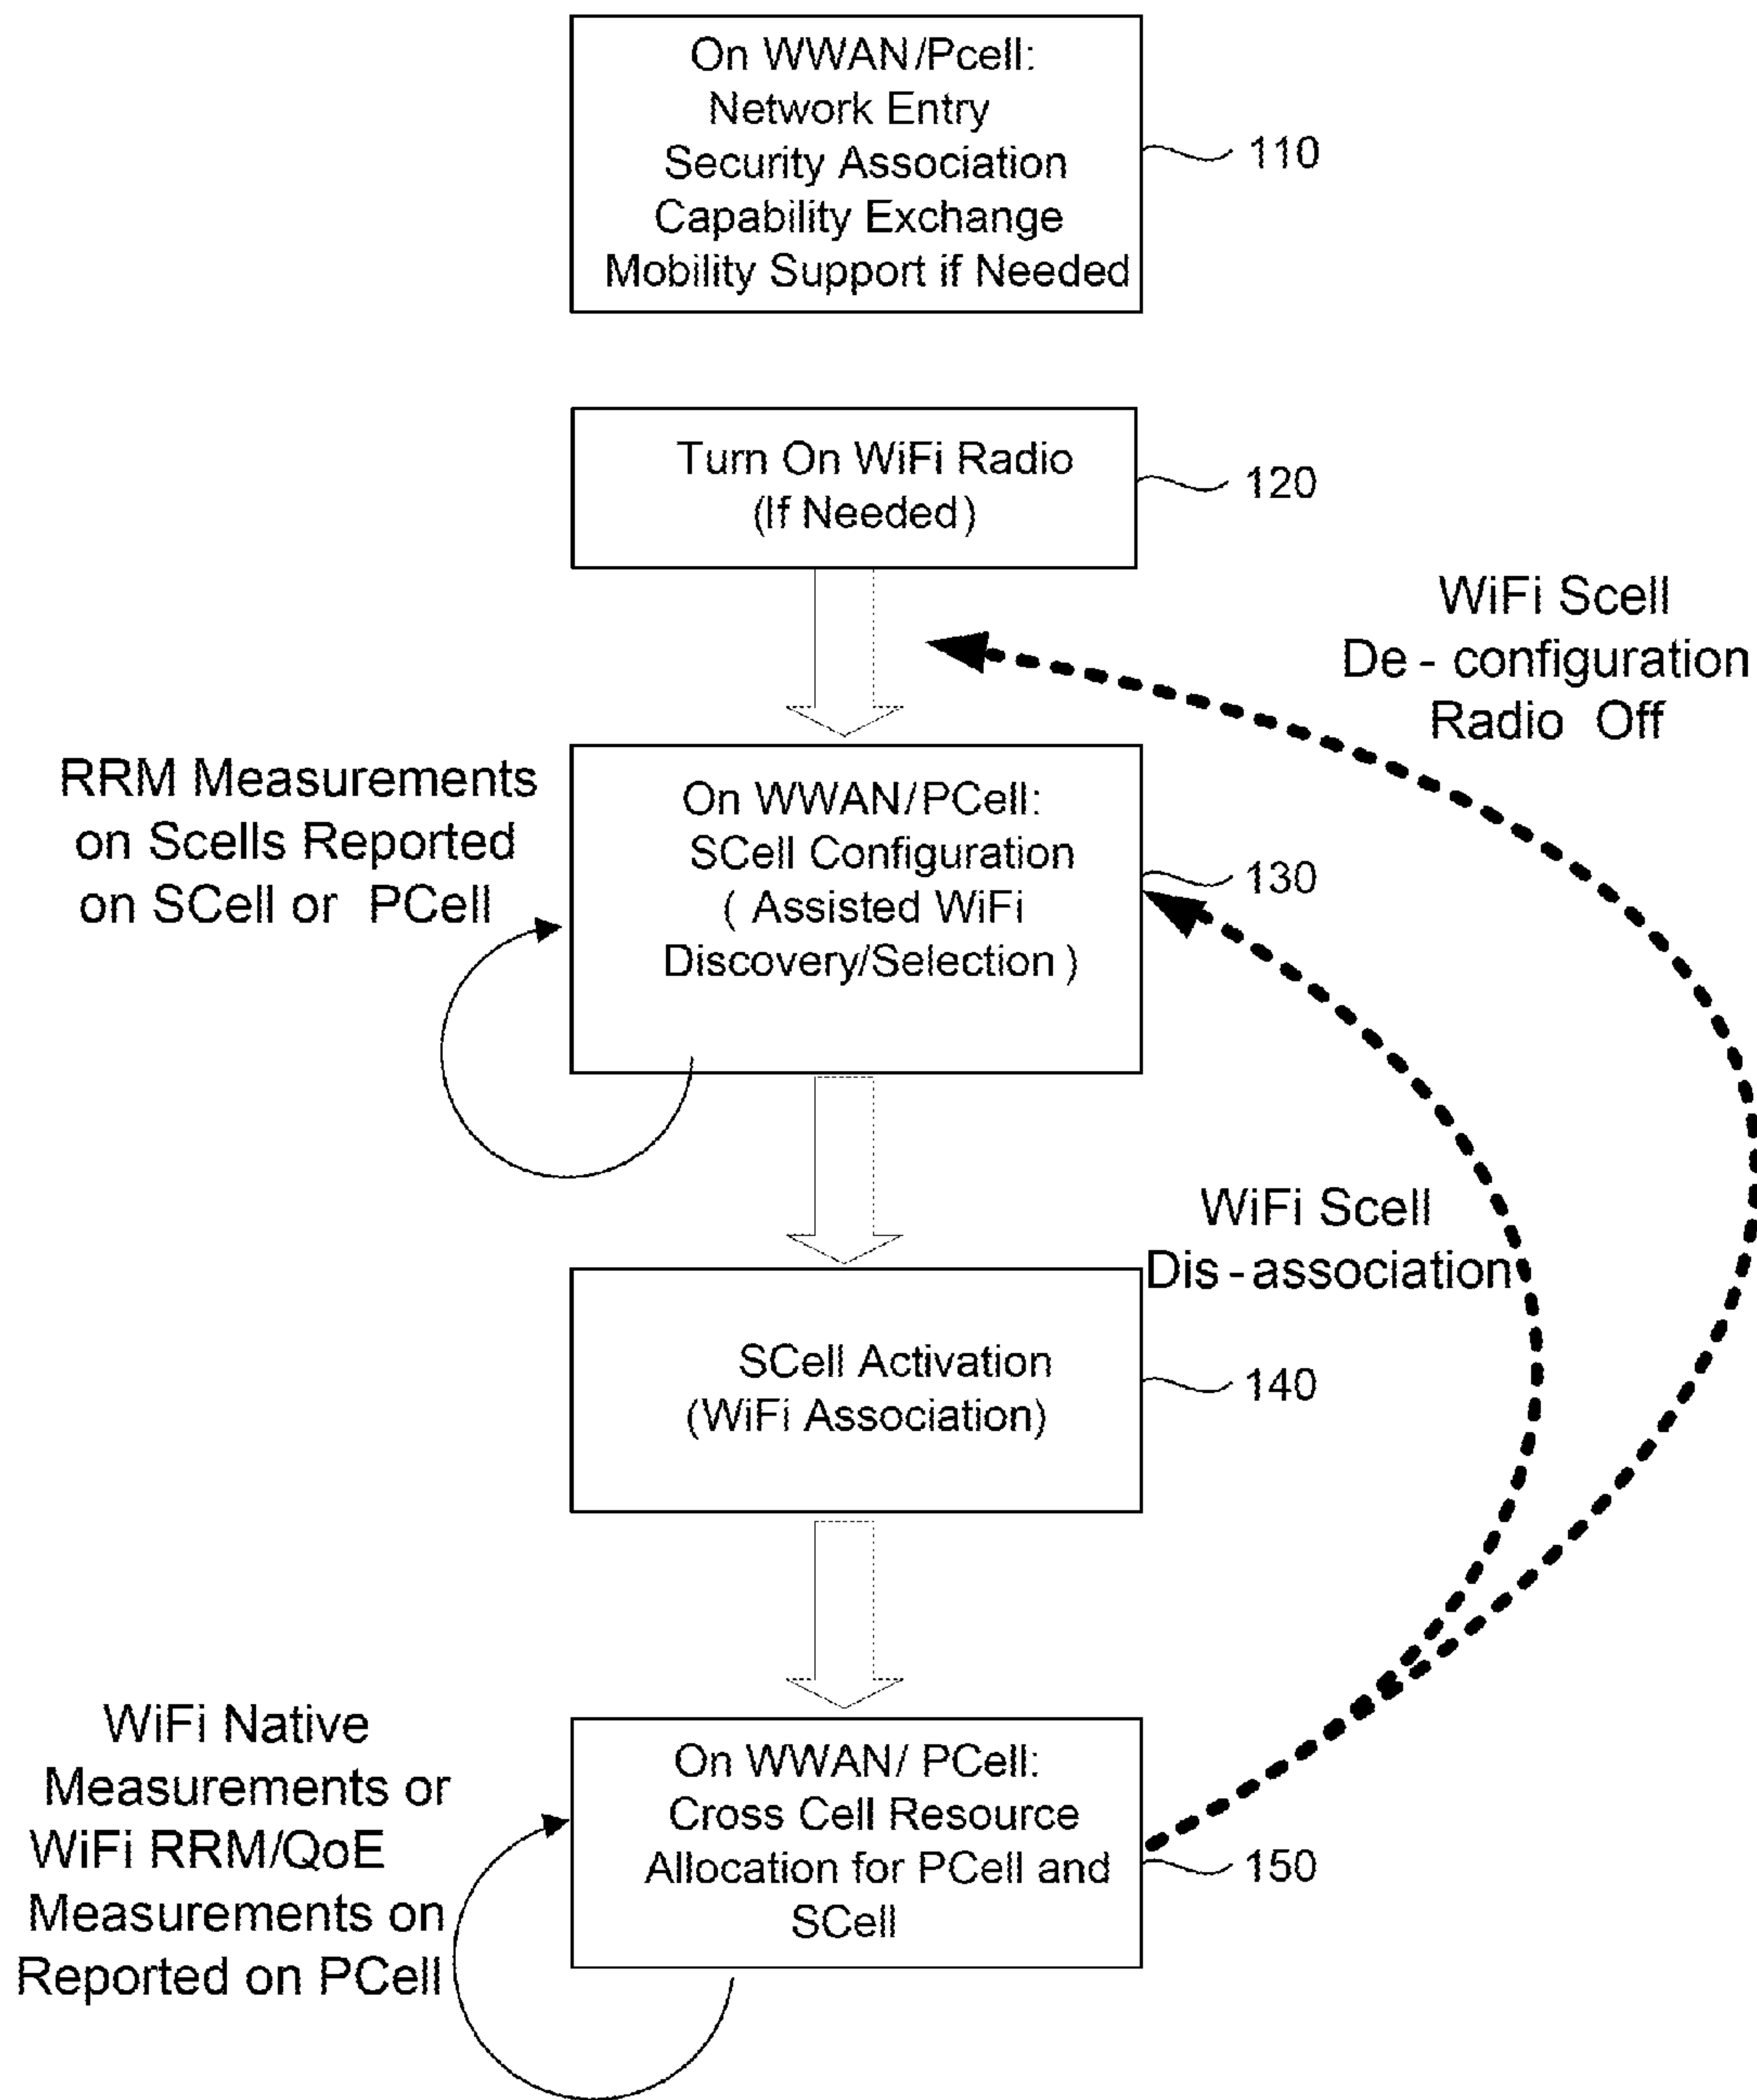 On WWAN/Pcell:
Network Entry
Security Association
Capability Exchange
Mobility Support if Needed
110
Turn On WiFi Radio
(If Needed)
120
WiFi Scell
De - configuration
Radio Off
RRM Measurements
on Scells Reported
on SCell or PCell
On WWAN/PCell:
SCell Configuration
( Assisted WiFi
Discovery/Selection )
130
WiFi Scell
Dis - association
SCell Activation
(WiFi Association)
140
WiFi Native
Measurements or
WiFi RRM/QoE
Measurements on
Reported on PCell
On WWAN/ PCell:
Cross Cell Resource
Allocation for PCell and
SCell
150